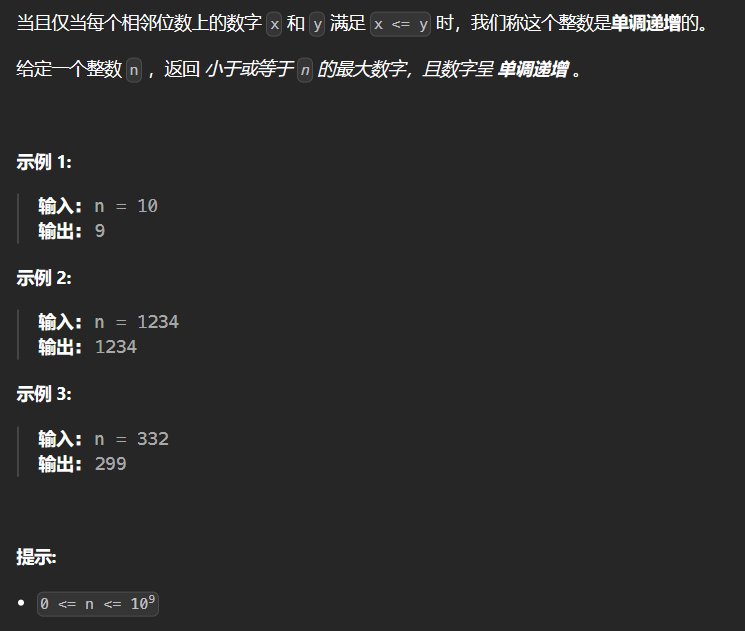 当且仅当每个相邻位数上的数字 x 和 y 满足 x <= y 时，我们称这个整数是单调递增的。
给定一个整数 n ，返回 小于或等于 n 的最大数字，且数字呈 单调递增 。
示例 1:
输入: n = 10
输出: 9
示例 2:
输入: n = 1234
输出: 1234
示例 3:
输入: n = 332
输出: 299
提示:
• 0 <= n <= 10⁹